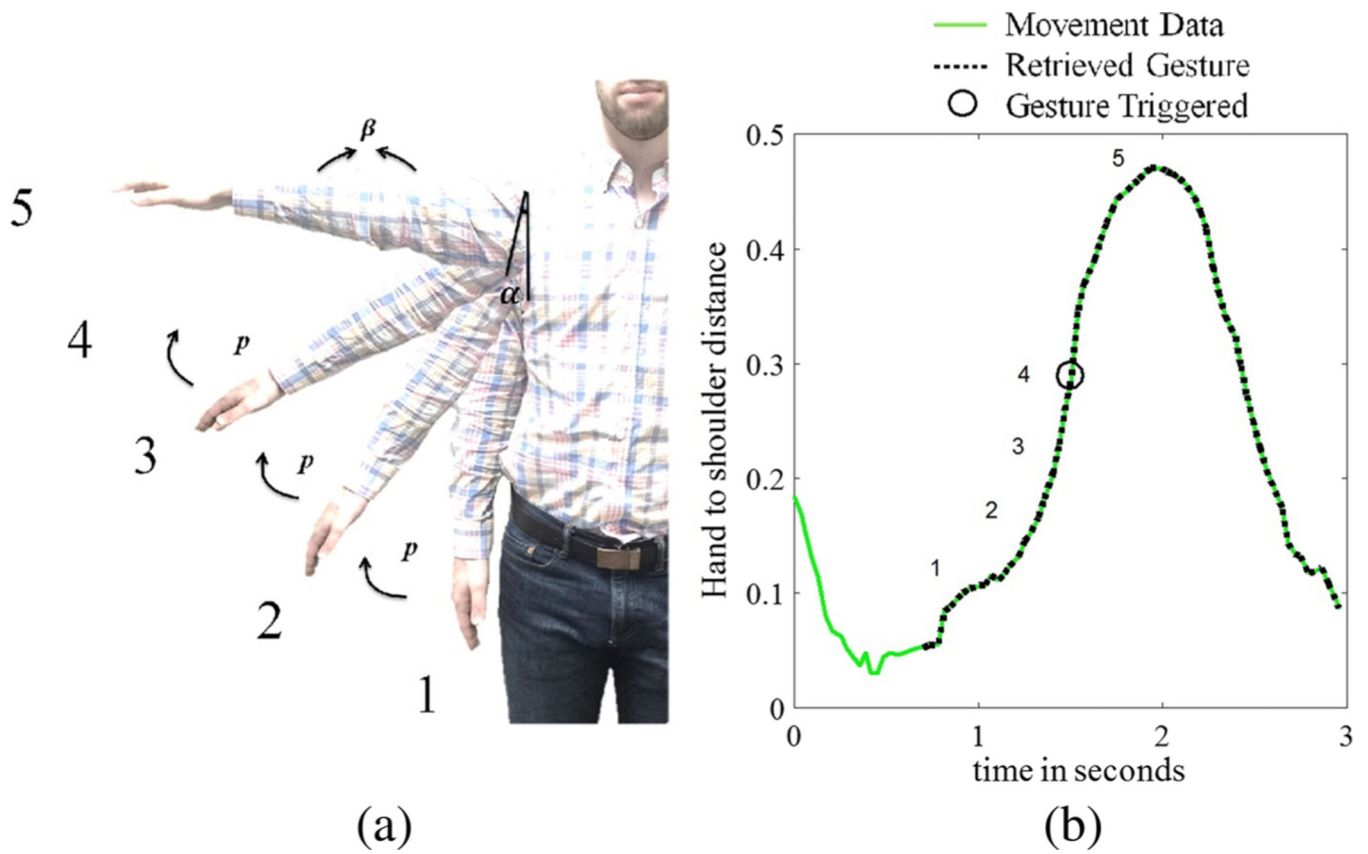 β
5
α
4
p
3
p
2
p
1
(a)
Movement Data
Retrieved Gesture
Gesture Triggered
0.5
0.4
0.3
0.2
0.1
0
5
4
3
2
1
0 1 2 3
Hand to shoulder distance
time in seconds
(b)